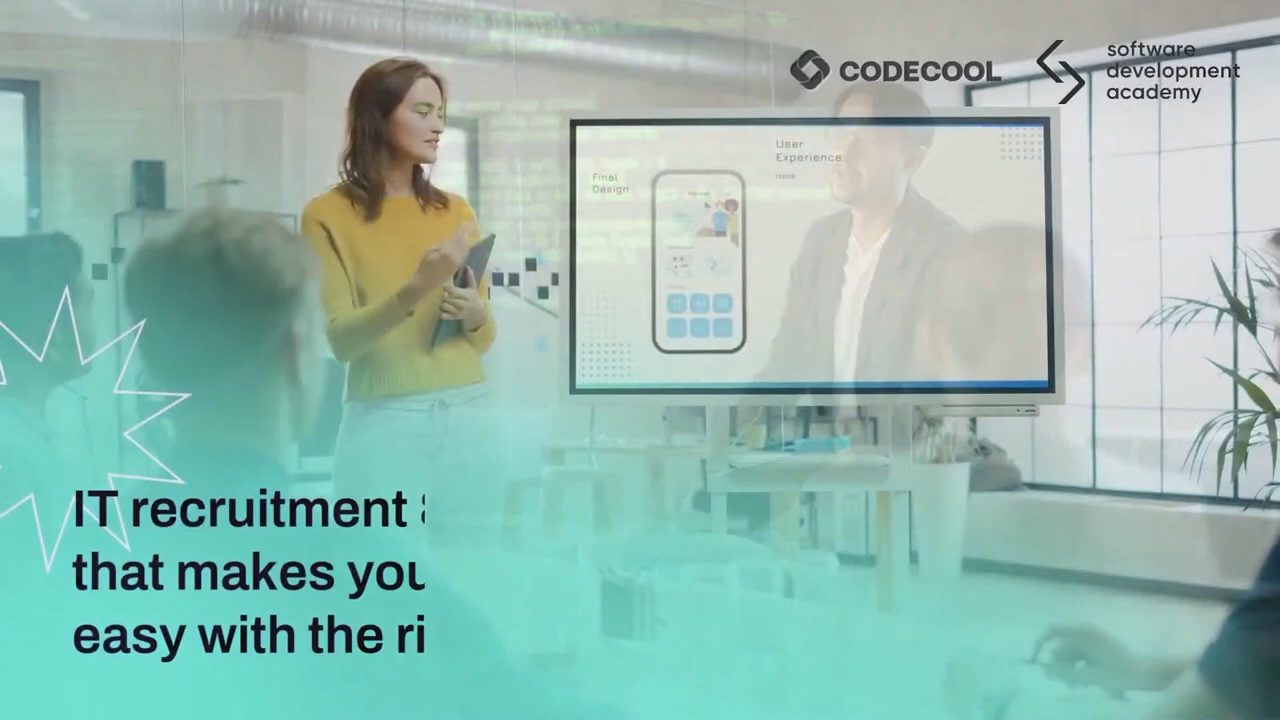 CODECOOL
software
development
academy
User
Experience
Final
Design
IT recruitment
that makes you
easy with the ri